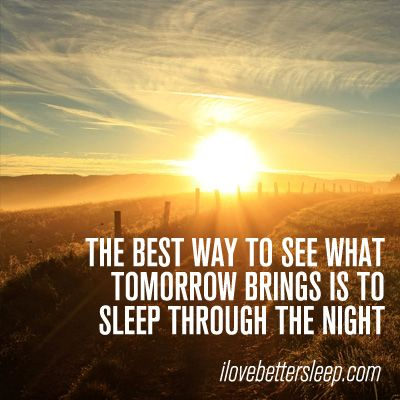 THE BEST WAY TO SEE WHAT
TOMORROW BRINGS IS TO
SLEEP THROUGH THE NIGHT
ilovebettersleep.com